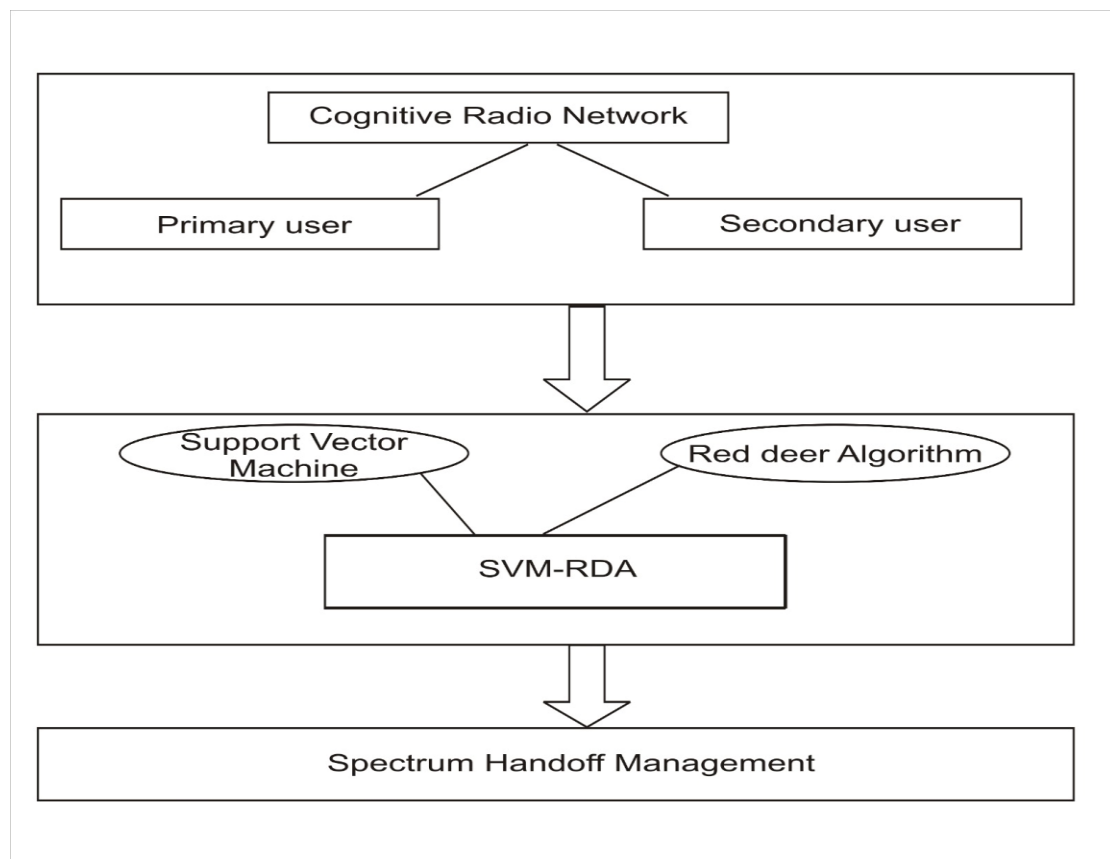 Cognitive Radio Network
Primary user
Secondary user
Support Vector
Machine
Red deer Algorithm
SVM-RDA
Spectrum Handoff Management